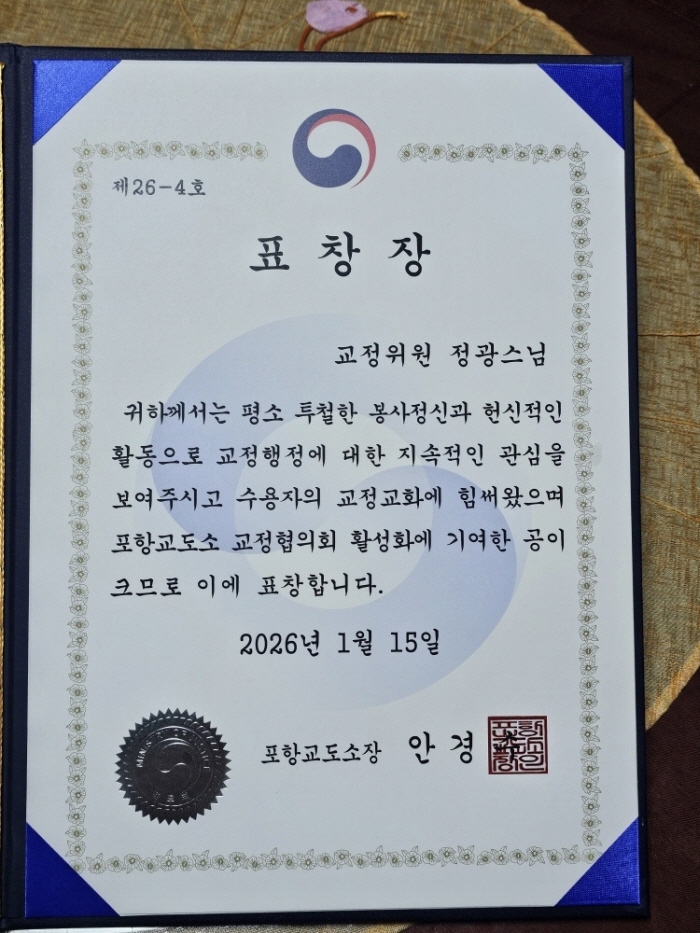 제26-4호
표 창 장
교정위원 정광스님
귀하께서는 평소 투철한 봉사정신과 헌신적인
활동으로 교정행정에 대한 지속적인 관심을
보여주시고 수용자의 교정교화에 힘써왔으며
포항교도소 교정협의회 활성화에 기여한 공이
크므로 이에 표창합니다.
2026년 1월 15일
포항교도소장 안 경